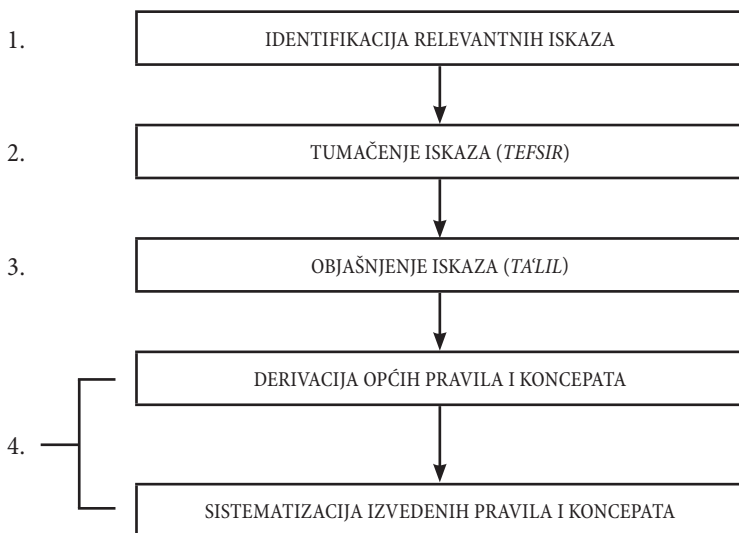 1. IDENTIFIKACIJA RELEVANTNIH ISKAZA
2. TUMAČENJE ISKAZA (TEFSIR)
3. OBJAŠNJENJE ISKAZA (TA‘LIL)
DERIVACIJA OPĆIH PRAVILA I KONCEPATA
4.
SISTEMATIZACIJA IZVEDENIH PRAVILA I KONCEPATA